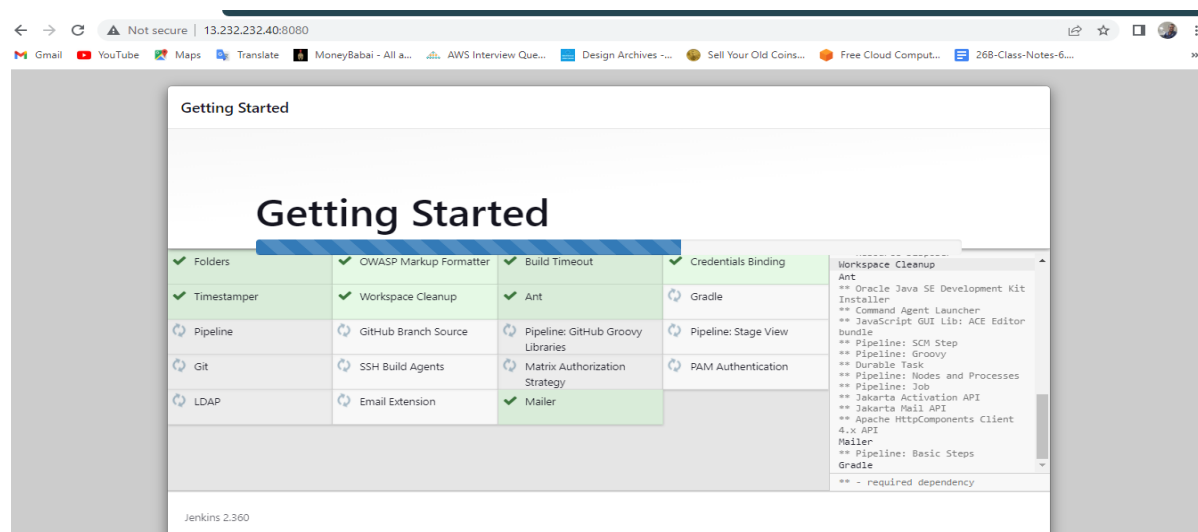 Not secure | 13.232.232.40:8080
Gmail YouTube Maps Translate MoneyBabai - All a... AWS Interview Que... Design Archives -... Sell Your Old Coins... Free Cloud Comput... 26B-Class-Notes-6....
»
Getting Started
Getting Started
Folders OWASP Markup Formatter Build Timeout Credentials Binding
Timestamper Workspace Cleanup Ant Gradle
Pipeline GitHub Branch Source Pipeline: GitHub Groovy Pipeline: Stage View
Libraries
Git SSH Build Agents Matrix Authorization PAM Authentication
Strategy
LDAP Email Extension Mailer
Workspace Cleanup
Ant
** Oracle Java SE Development Kit
Installer
** Command Agent Launcher
** JavaScript GUI Lib: ACE Editor
bundle
** Pipeline: SCM Step
** Pipeline: Groovy
** Durable Task
** Pipeline: Nodes and Processes
** Pipeline: Job
** Jakarta Activation API
** Jakarta Mail API
** Apache HttpComponents Client
4.x API
Mailer
** Pipeline: Basic Steps
Gradle
** - required dependency
Jenkins 2.360